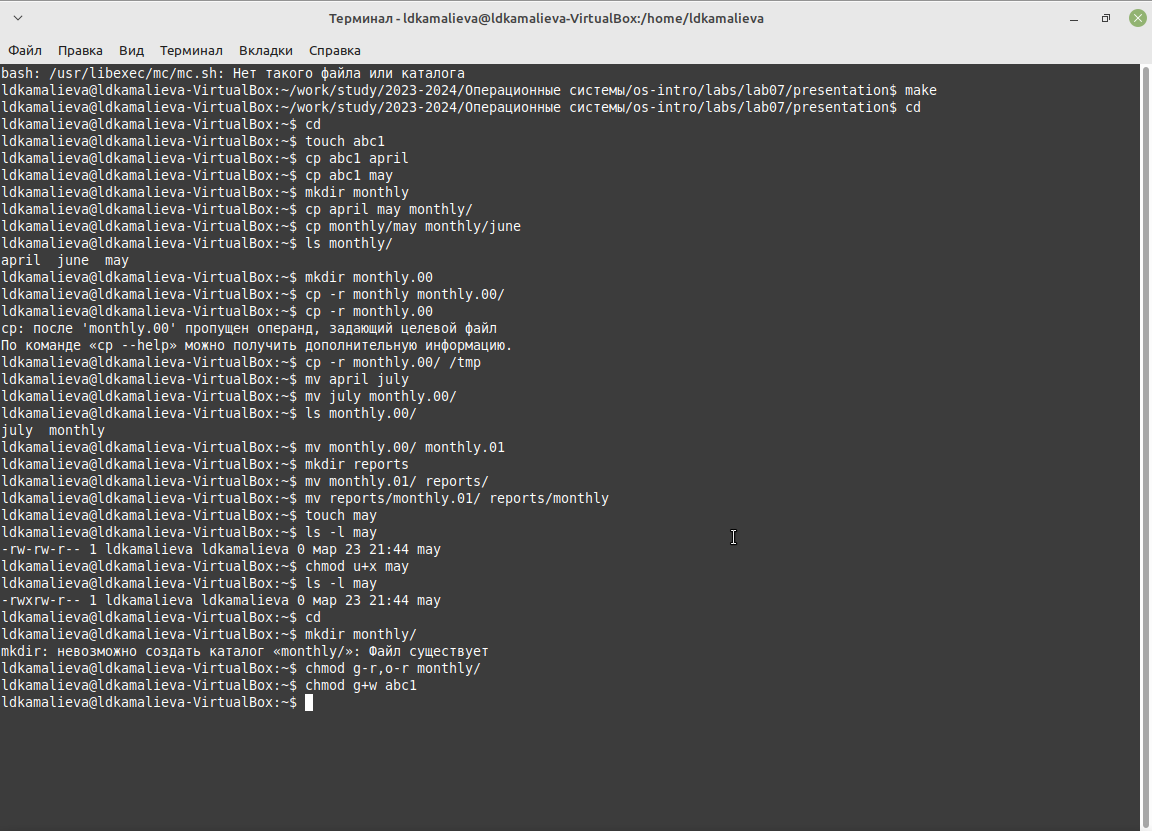 Терминал - ldkamalieva@ldkamalieva-VirtualBox:/home/ldkamalieva
Файл Правка Вид Терминал Вкладки Справка
bash: /usr/libexec/mc/mc.sh: Нет такого файла или каталога
ldkamalieva@ldkamalieva-VirtualBox:~/work/study/2023-2024/Операционные системы/os-intro/labs/lab07/presentation$ make
ldkamalieva@ldkamalieva-VirtualBox:~/work/study/2023-2024/Операционные системы/os-intro/labs/lab07/presentation$ cd
ldkamalieva@ldkamalieva-VirtualBox:~$ cd
ldkamalieva@ldkamalieva-VirtualBox:~$ touch abc1
ldkamalieva@ldkamalieva-VirtualBox:~$ cp abc1 april
ldkamalieva@ldkamalieva-VirtualBox:~$ cp abc1 may
ldkamalieva@ldkamalieva-VirtualBox:~$ mkdir monthly
ldkamalieva@ldkamalieva-VirtualBox:~$ cp april may monthly/
ldkamalieva@ldkamalieva-VirtualBox:~$ cp monthly/may monthly/june
ldkamalieva@ldkamalieva-VirtualBox:~$ ls monthly/
april  june  may
ldkamalieva@ldkamalieva-VirtualBox:~$ mkdir monthly.00
ldkamalieva@ldkamalieva-VirtualBox:~$ cp -r monthly monthly.00/
ldkamalieva@ldkamalieva-VirtualBox:~$ cp -r monthly.00
cp: после 'monthly.00' пропущен операнд, задающий целевой файл
По команде «cp --help» можно получить дополнительную информацию.
ldkamalieva@ldkamalieva-VirtualBox:~$ cp -r monthly.00/ /tmp
ldkamalieva@ldkamalieva-VirtualBox:~$ mv april july
ldkamalieva@ldkamalieva-VirtualBox:~$ mv july monthly.00/
ldkamalieva@ldkamalieva-VirtualBox:~$ ls monthly.00/
july  monthly
ldkamalieva@ldkamalieva-VirtualBox:~$ mv monthly.00/ monthly.01
ldkamalieva@ldkamalieva-VirtualBox:~$ mkdir reports
ldkamalieva@ldkamalieva-VirtualBox:~$ mv monthly.01/ reports/
ldkamalieva@ldkamalieva-VirtualBox:~$ mv reports/monthly.01/ reports/monthly
ldkamalieva@ldkamalieva-VirtualBox:~$ touch may
ldkamalieva@ldkamalieva-VirtualBox:~$ ls -l may
-rw-rw-r-- 1 ldkamalieva ldkamalieva 0 мар 23 21:44 may
ldkamalieva@ldkamalieva-VirtualBox:~$ chmod u+x may
ldkamalieva@ldkamalieva-VirtualBox:~$ ls -l may
-rwxrw-r-- 1 ldkamalieva ldkamalieva 0 мар 23 21:44 may
ldkamalieva@ldkamalieva-VirtualBox:~$ cd
ldkamalieva@ldkamalieva-VirtualBox:~$ mkdir monthly/
mkdir: невозможно создать каталог «monthly/»: Файл существует
ldkamalieva@ldkamalieva-VirtualBox:~$ chmod g-r,o-r monthly/
ldkamalieva@ldkamalieva-VirtualBox:~$ chmod g+w abc1
ldkamalieva@ldkamalieva-VirtualBox:~$